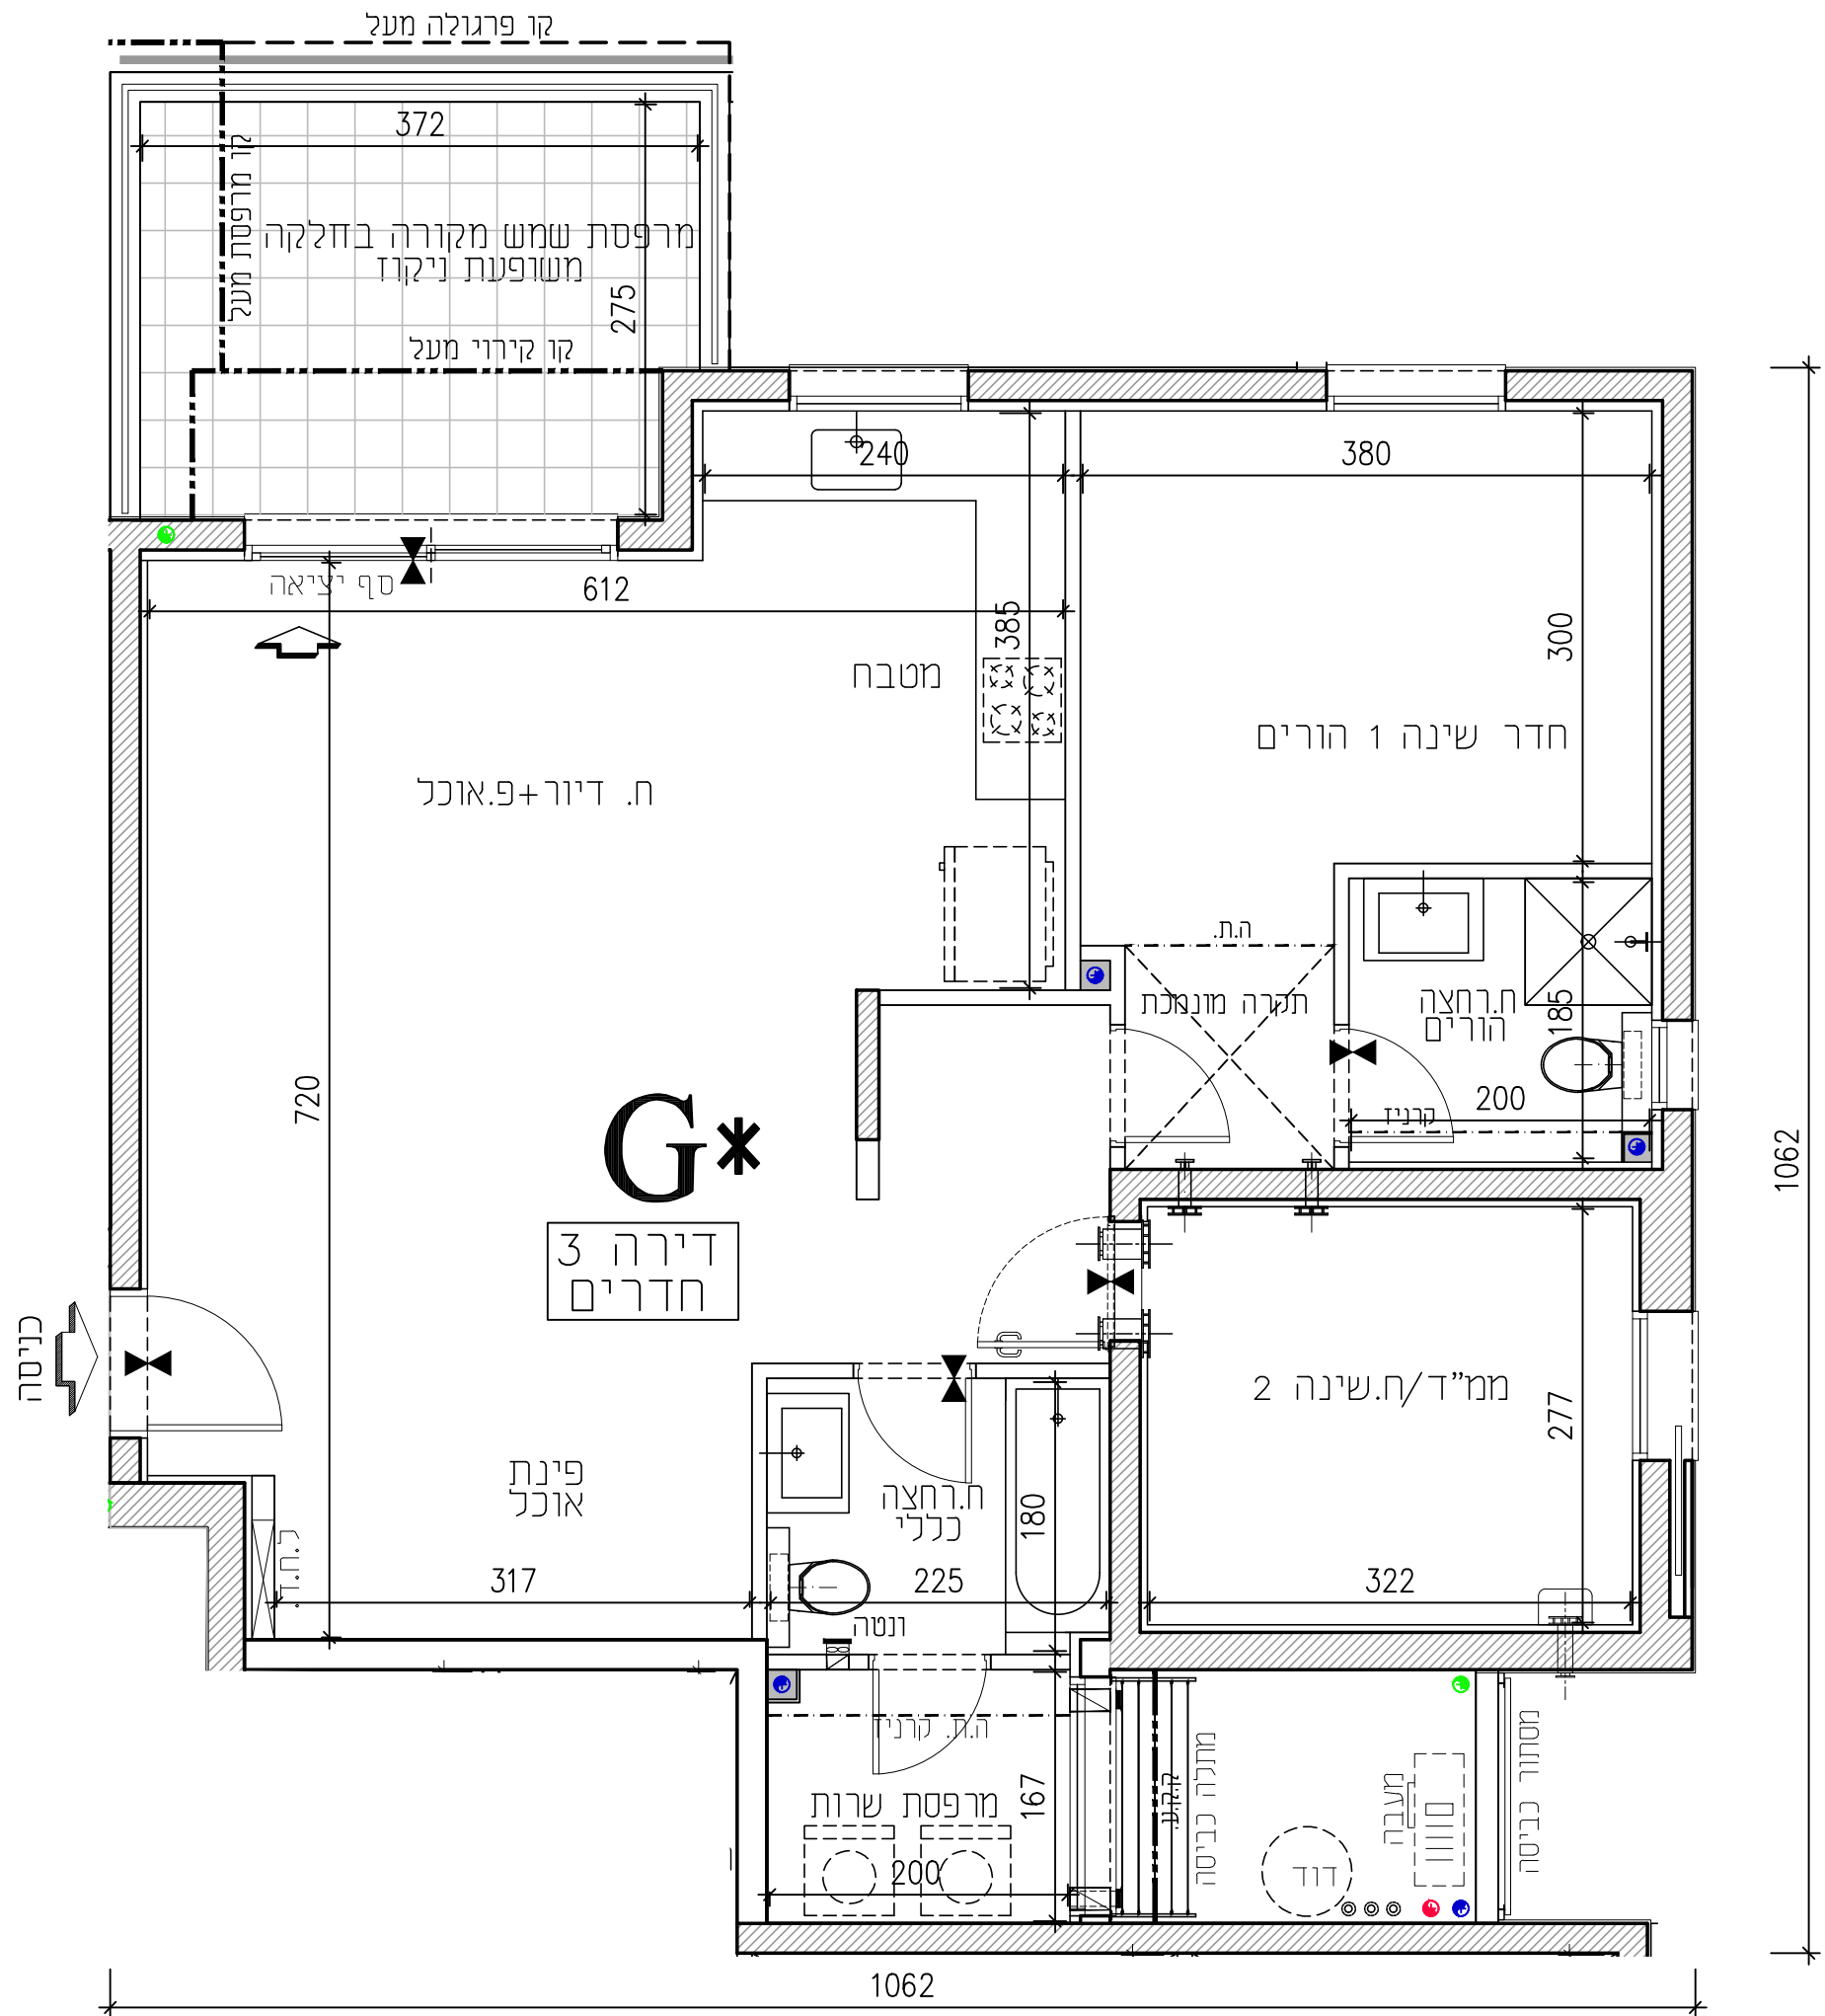 קו פרגולה מעל
372
קו מרפסת מעל
מרפסת שמש מקורה בחלקה
משופעת ניקוז
275
קו קירוי מעל
240
380
סף יציאה
612
385
300
מטבח
חדר שינה 1 הורים
ח. דיור+פ.אוכל
ה.ת.
תקרה מונמכת
ח.רחצה
הורים
185
200
קרניז
720
G*
דירה 3
חדרים
1062
כניסה
ממ"ד/ח.שינה 2
277
פינת
אוכל
ח.רחצה
כללי
180
ל.ח.ד.
317
225
322
ונטה
ה.ת. קרניז
מרפסת שרות
167
200
ק.ק.ע.
מתלה כביסה
דוד
מעבה
מסתור כביסה
1062